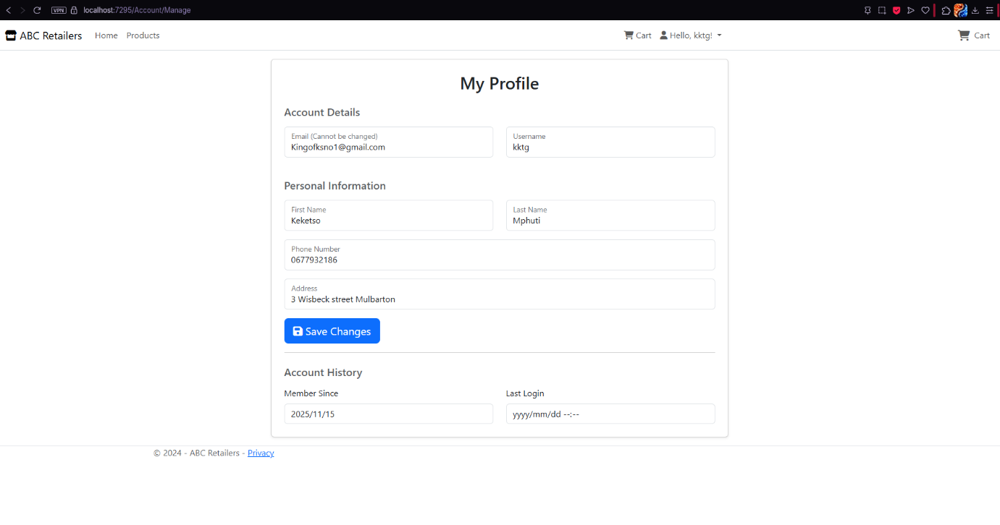 VPN localhost:7295/Account/Manage
ABC Retailers Home Products Cart Hello, kktg! Cart
My Profile
Account Details
Email (Cannot be changed) Username
Kingofksno1@gmail.com kktg
Personal Information
First Name Last Name
Keketso Mphuti
Phone Number
0677932186
Address
3 Wisbeck street Mulbarton
Save Changes
Account History
Member Since Last Login
2025/11/15 yyyy/mm/dd --:--
© 2024 - ABC Retailers - Privacy